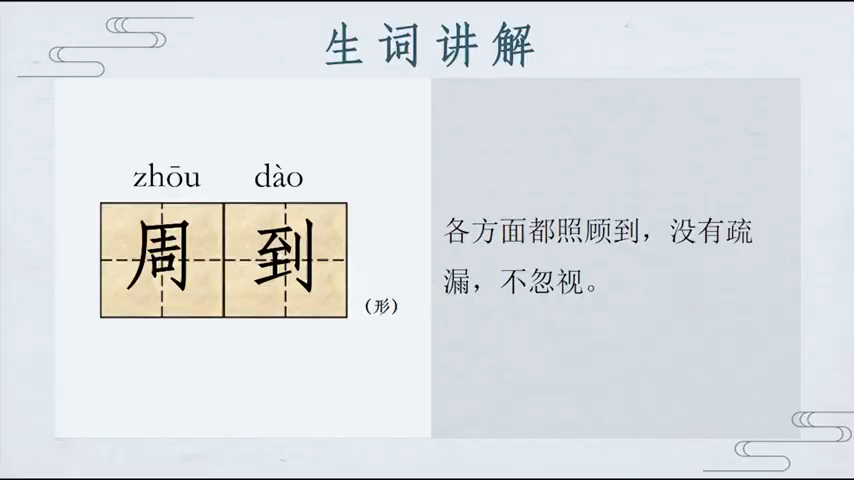 生词讲解
zhōu dào
周到
（形）
各方面都照顾到，没有疏
漏，不忽视。